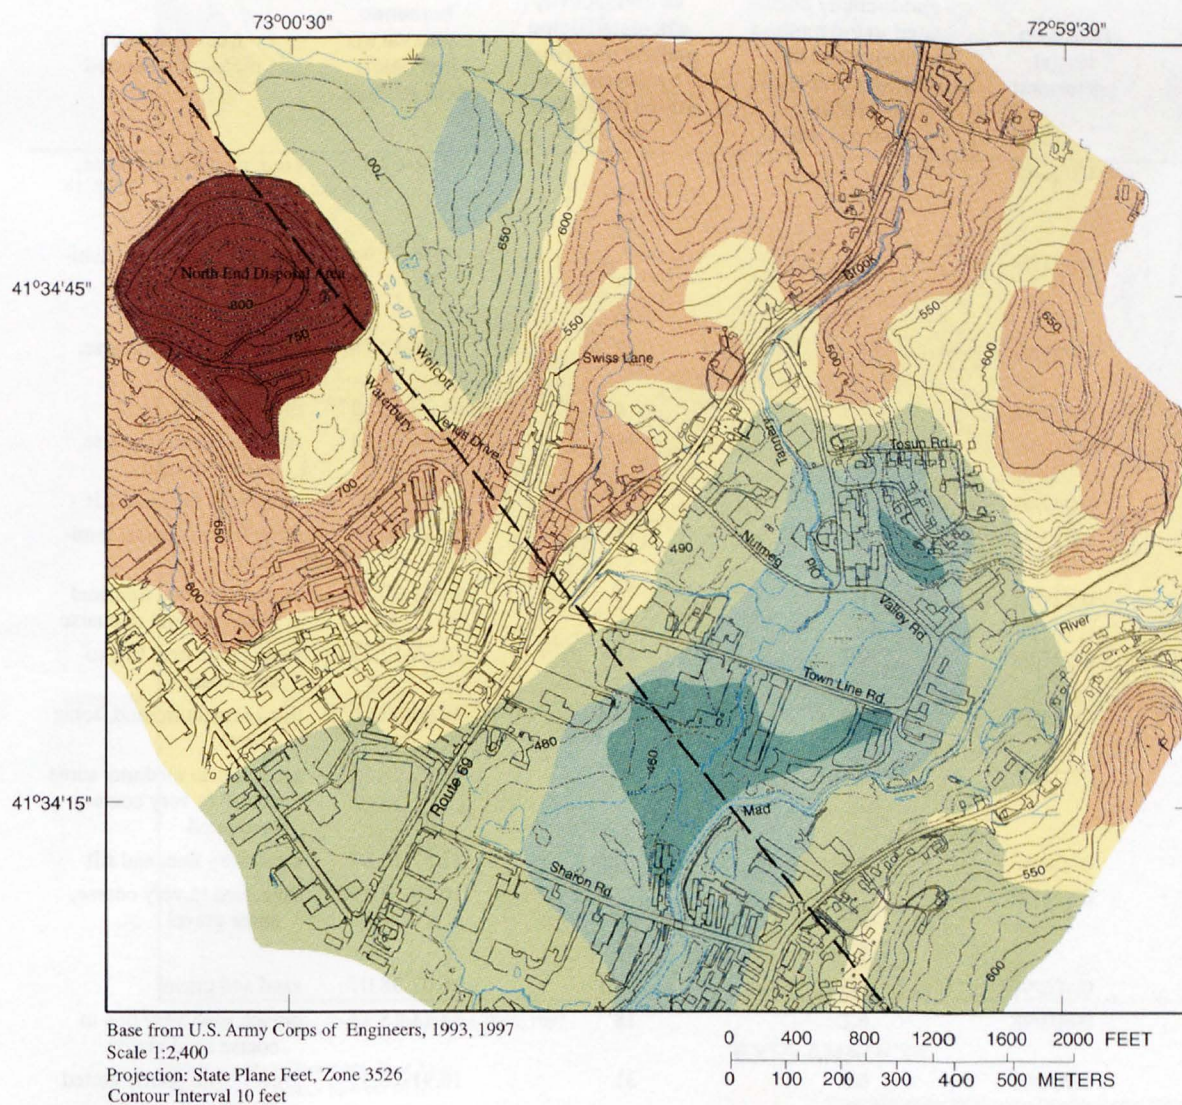 73°00'30"
72°59'30"
700
600
650
North End Disposal Area
Brook
41°34'45"
800
550
650
750
550
500
600
Wolcott
Swiss Lane
Waterbury
Tannery
Venus Drive
Tosun Rd
700
650
490
Nutmeg
Old
600
Valley Rd
River
Town Line Rd
480
460
Route 69
41°34'15"
Mad
Sharon Rd
550
600
Base from U.S. Army Corps of Engineers, 1993, 1997
Scale 1:2,400
Projection: State Plane Feet, Zone 3526
Contour Interval 10 feet
0 400 800 1200 1600 2000 FEET
0 100 200 300 400 500 METERS